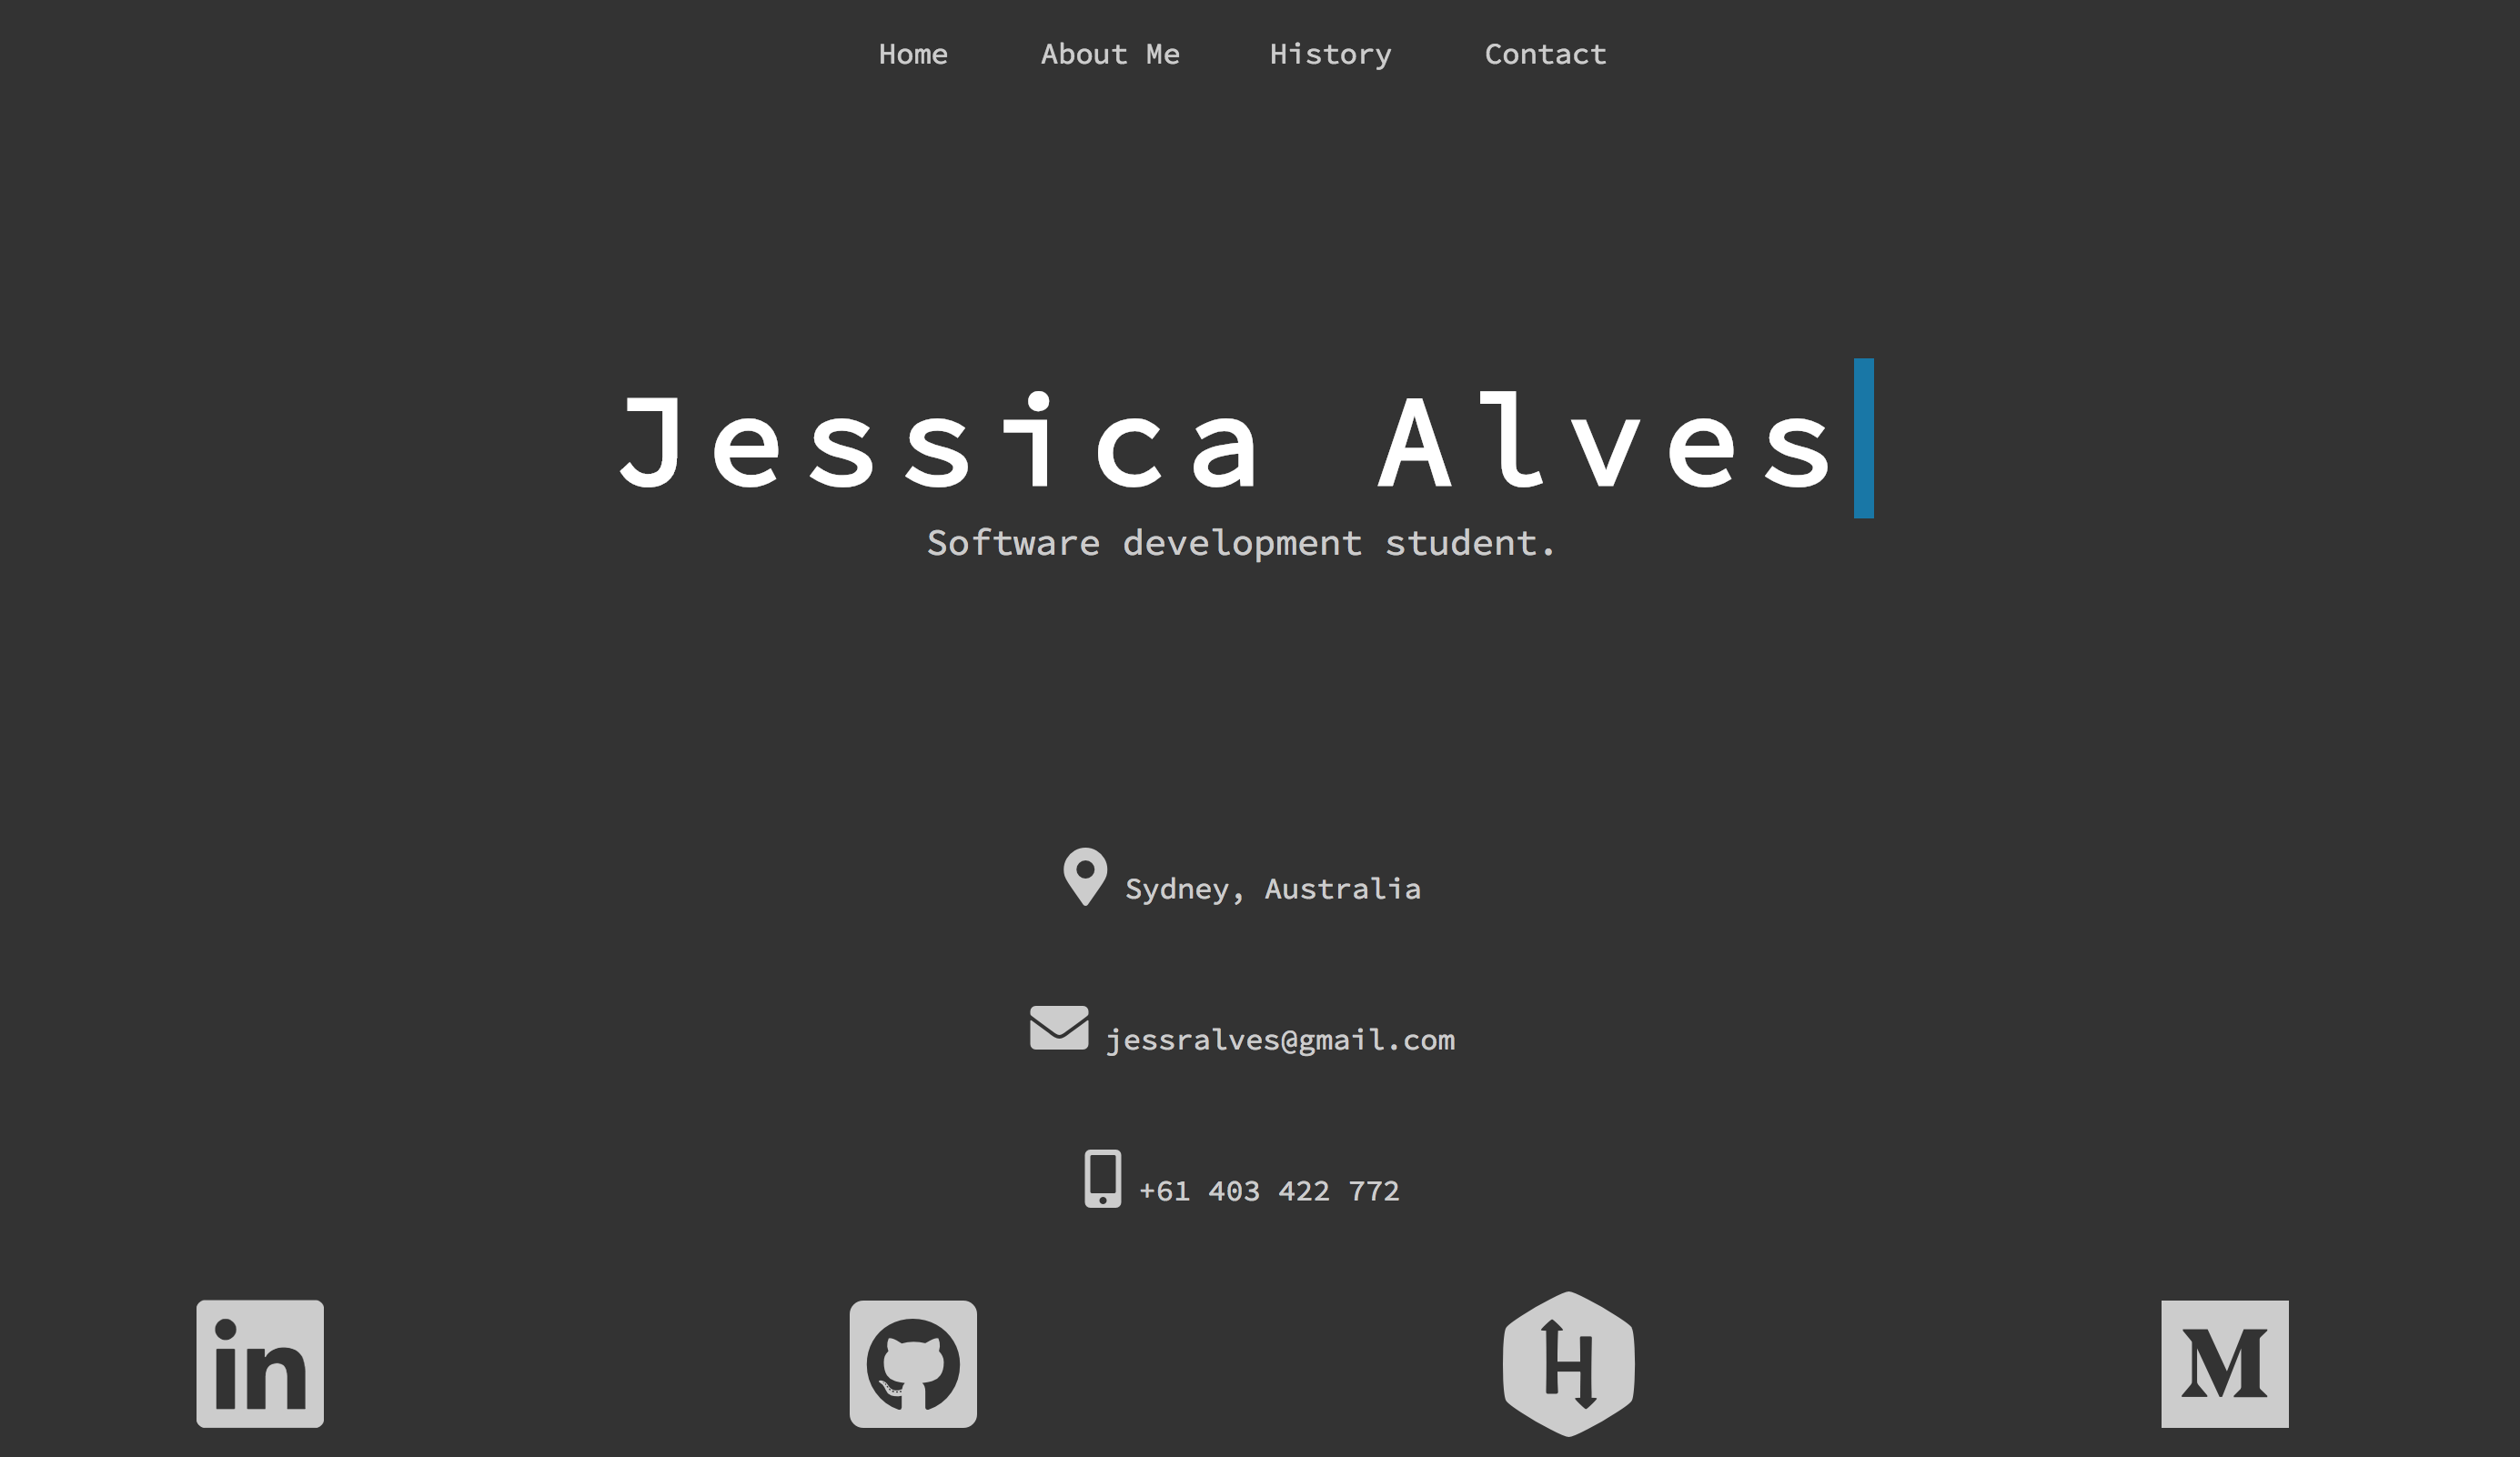 Home About Me History Contact
Jessica Alves
Software development student.
Sydney, Australia
jessralves@gmail.com
+61 403 422 772
in
H
M